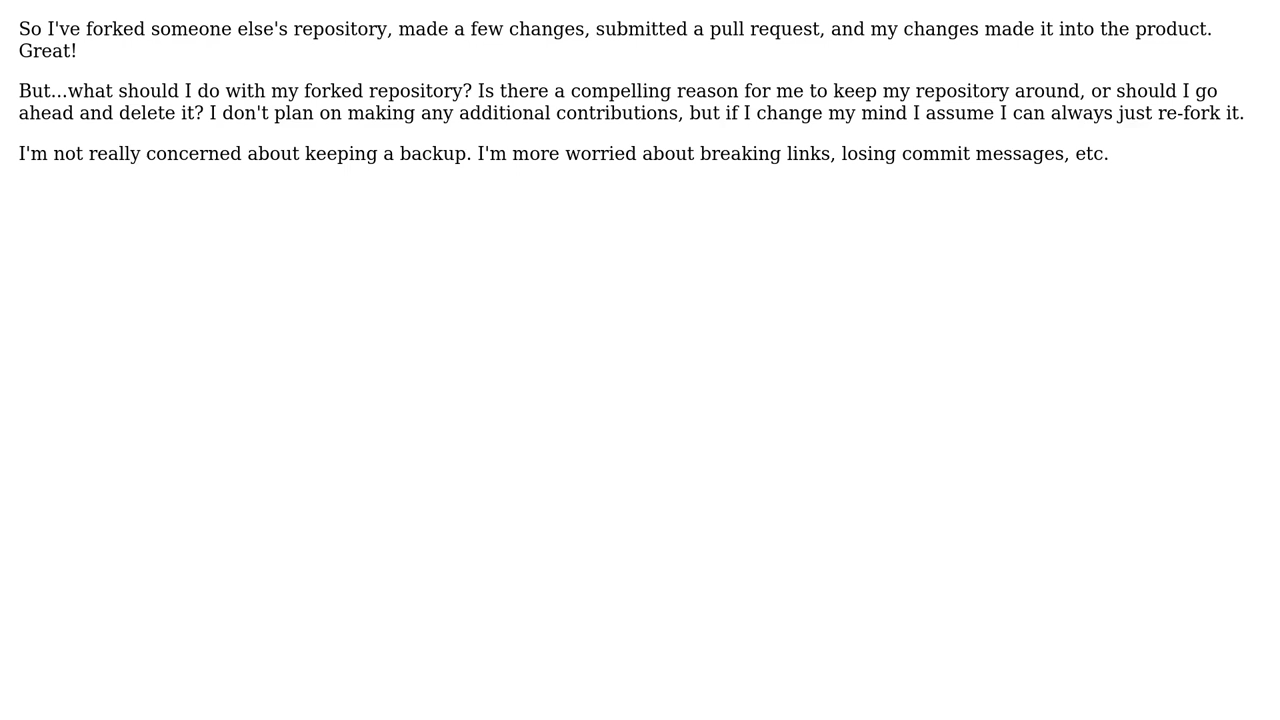 So I've forked someone else's repository, made a few changes, submitted a pull request, and my changes made it into the product.
Great!
But...what should I do with my forked repository? Is there a compelling reason for me to keep my repository around, or should I go
ahead and delete it? I don't plan on making any additional contributions, but if I change my mind I assume I can always just re-fork it.
I'm not really concerned about keeping a backup. I'm more worried about breaking links, losing commit messages, etc.